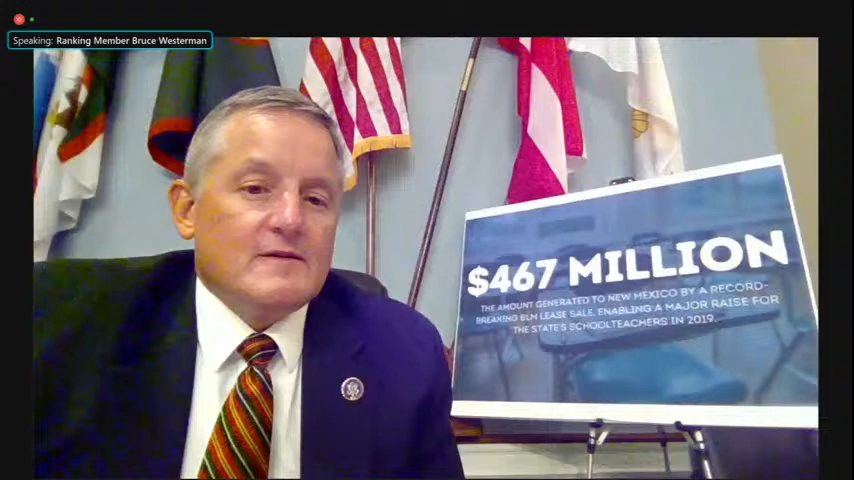 Speaking: Ranking Member Bruce Westerman
$467 MILLION
THE AMOUNT GENERATED TO NEW MEXICO BY A RECORD-
BREAKING BLM LEASE SALE, ENABLING A MAJOR RAISE FOR
THE STATE'S SCHOOLTEACHERS IN 2019.